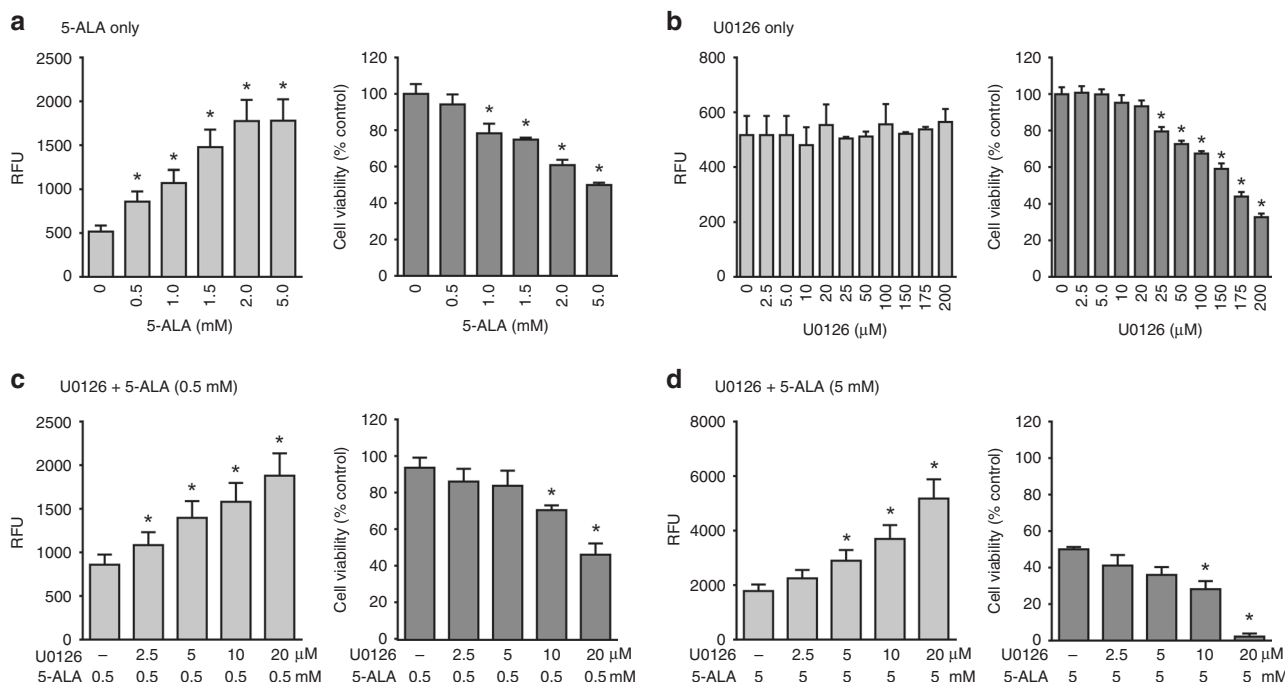 a
5-ALA only
2500
2000
1500
1000
500
0
RFU
* * * * *
0 0.5 1.0 1.5 2.0 5.0
5-ALA (mM)
120
100
80
60
40
20
0
Cell viability (% control)
* * * *
0 0.5 1.0 1.5 2.0 5.0
5-ALA (mM)
b
U0126 only
800
600
400
200
0
RFU
0 2.5 5.0 10 20 25 50 100 150 175 200
U0126 (μM)
120
100
80
60
40
20
0
Cell viability (% control)
* * * * * *
0 2.5 5.0 10 20 25 50 100 150 175 200
U0126 (μM)
c
U0126 + 5-ALA (0.5 mM)
2500
2000
1500
1000
500
0
RFU
* * * *
120
100
80
60
40
20
0
Cell viability (% control)
* *
U0126 – 2.5 5 10 20 μM – 2.5 5 10 20 μM
5-ALA 0.5 0.5 0.5 0.5 0.5 mM 0.5 0.5 0.5 0.5 0.5 mM
d
U0126 + 5-ALA (5 mM)
8000
6000
4000
2000
0
RFU
* * *
120
100
80
60
40
20
0
Cell viability (% control)
* *
U0126 – 2.5 5 10 20 μM – 2.5 5 10 20 μM
5-ALA 5 5 5 5 5 mM 5 5 5 5 5 mM